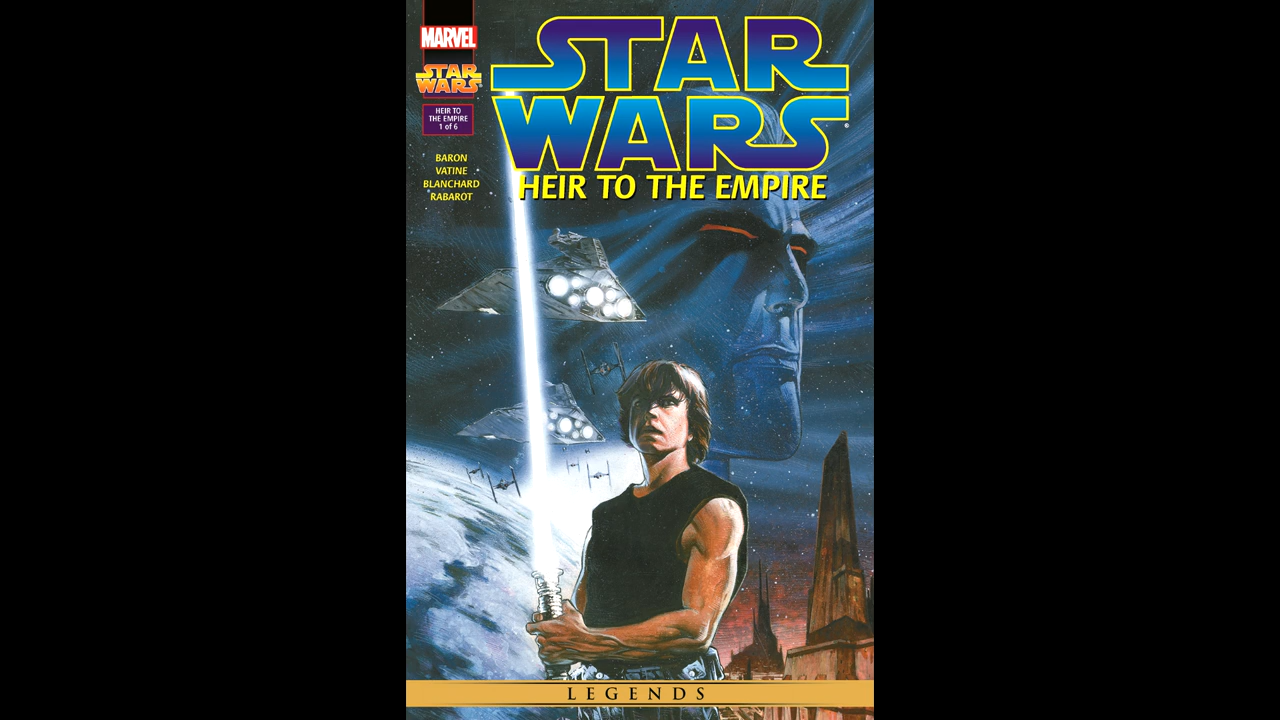 MARVEL
STAR
WARS
HEIR TO
THE EMPIRE
1 of 6
BARON
VATINE
BLANCHARD
RABAROT
STAR
WARS®
HEIR TO THE EMPIRE
LEGENDS